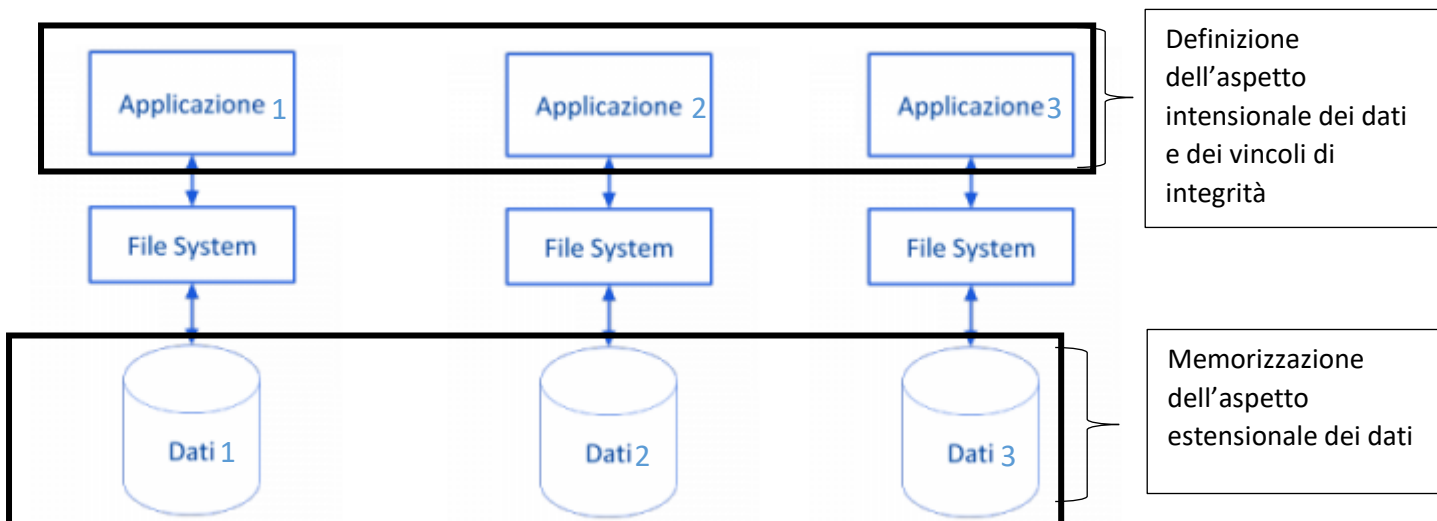 Applicazione 1
Applicazione 2
Applicazione 3
Definizione
dell'aspetto
intensionale dei dati
e dei vincoli di
integrità
File System
File System
File System
Dati 1
Dati 2
Dati 3
Memorizzazione
dell'aspetto
estensionale dei dati